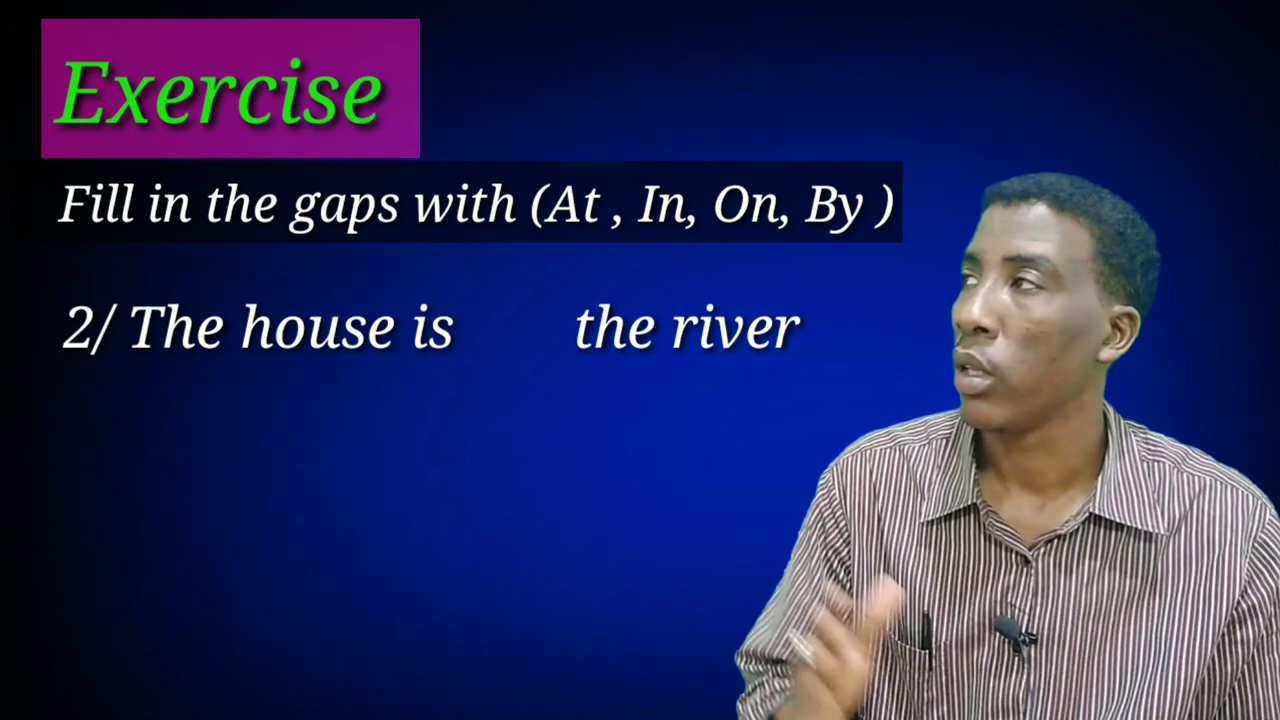 Exercise
Fill in the gaps with (At , In, On, By )
2/ The house is the river